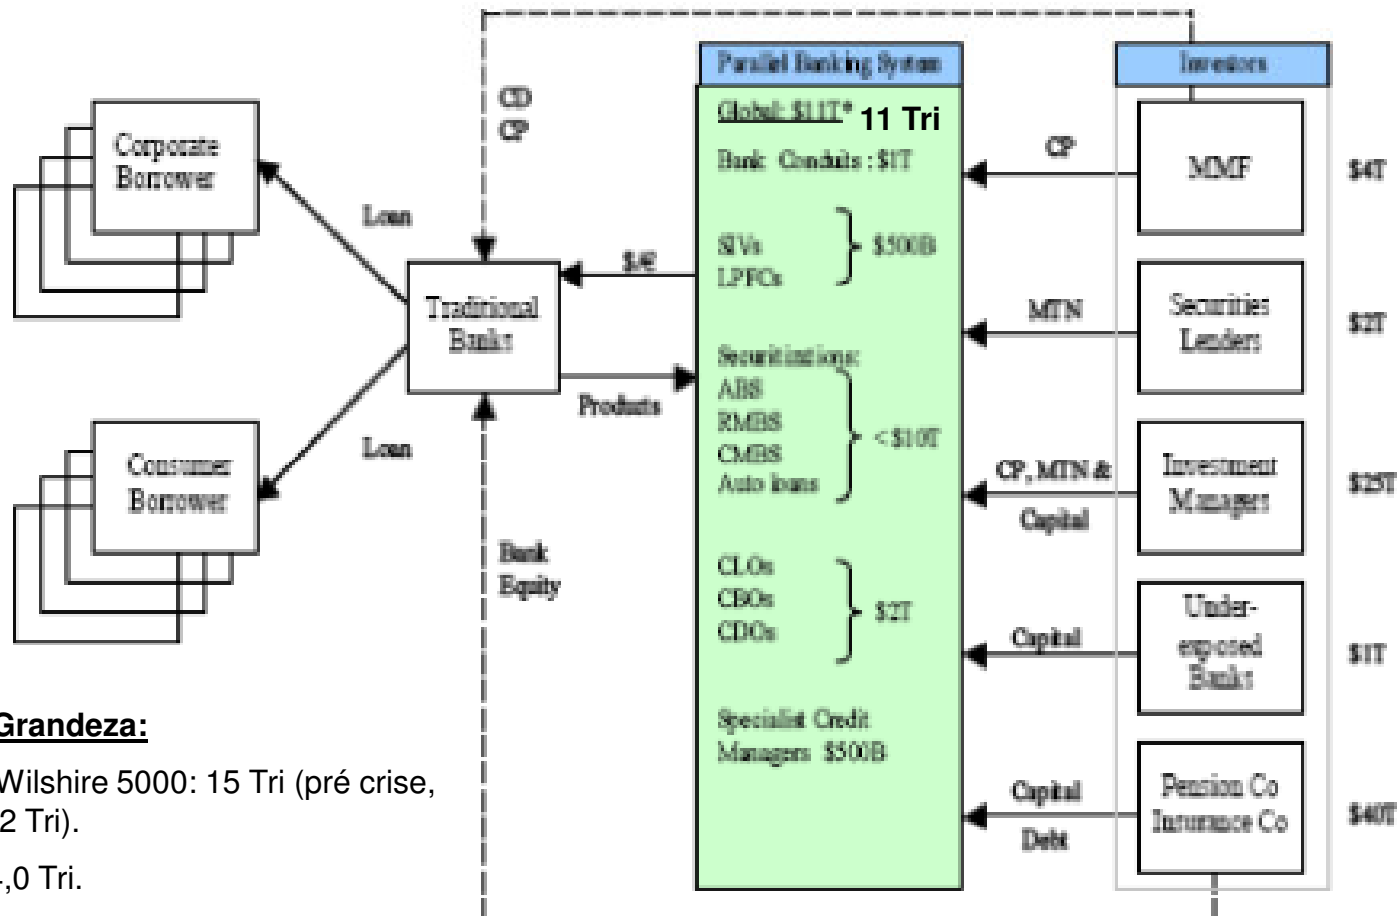 CD
CP
Parallel Banking System
Investors
Global: $11T* 11 Tri
Bank Conduits : $1T
SIVs
LPFCs
$500B
Securitizations:
ABS
RMBS
CMBS
Auto loans
<$10T
CLOs
CBOs
CDOs
$2T
Specialist Credit
Managers $500B
Corporate
Borrower
Loan
Traditional
Banks
$/€
Products
Consumer
Borrower
Loan
Bank
Equity
CP
MMF
$4T
MTN
Securities
Lenders
$2T
CP, MTN &
Capital
Investment
Managers
$25T
Capital
Under-
exposed
Banks
$1T
Capital
Debt
Pension Co
Insurance Co
$40T
Grandeza:
Wilshire 5000: 15 Tri (pré crise,
2 Tri).
,0 Tri.